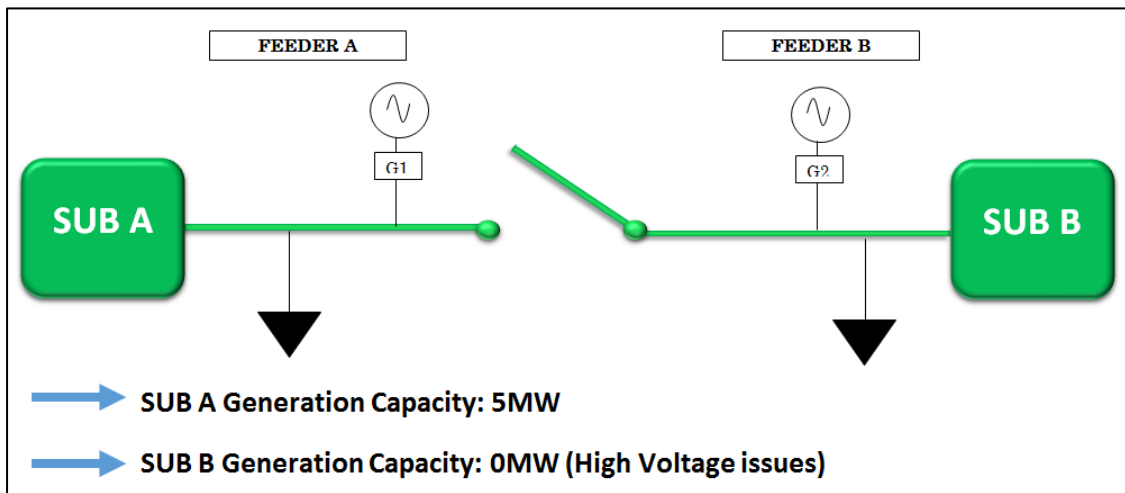 FEEDER A
FEEDER B
G1
G2
SUB A
SUB B
SUB A Generation Capacity: 5MW
SUB B Generation Capacity: 0MW (High Voltage issues)